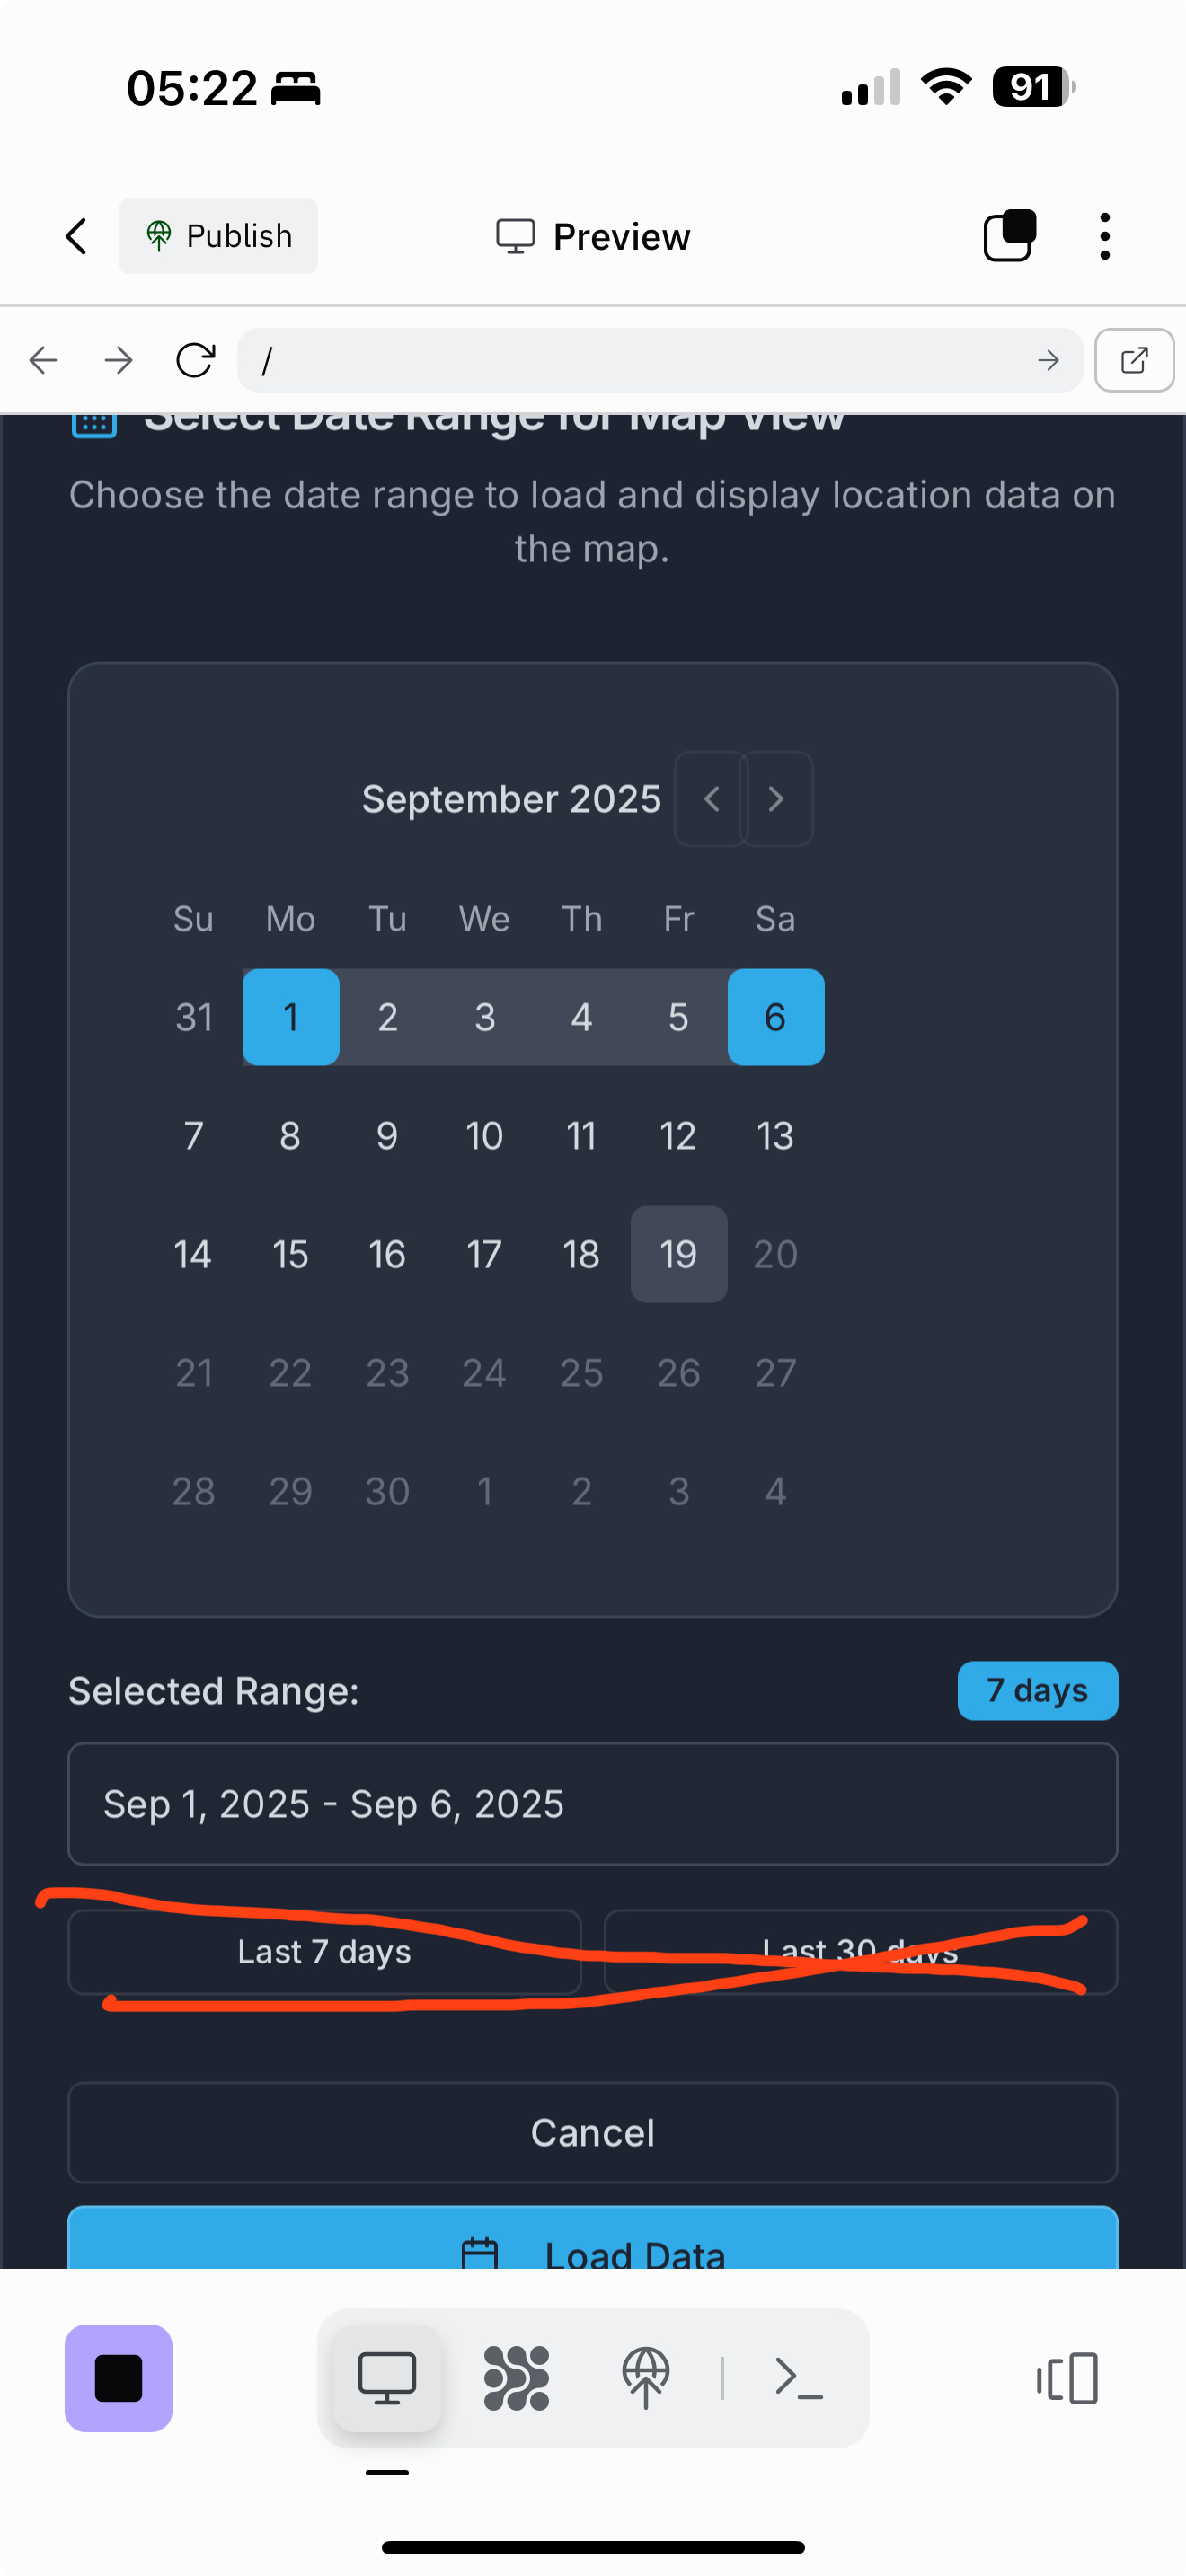 05:22
91
Publish
Preview
/
Select Date Range for Map View
Choose the date range to load and display location data on
the map.
September 2025
Su Mo Tu We Th Fr Sa
31 1 2 3 4 5 6
7 8 9 10 11 12 13
14 15 16 17 18 19 20
21 22 23 24 25 26 27
28 29 30 1 2 3 4
Selected Range:
7 days
Sep 1, 2025 - Sep 6, 2025
Last 7 days
Last 30 days
Cancel
Load Data